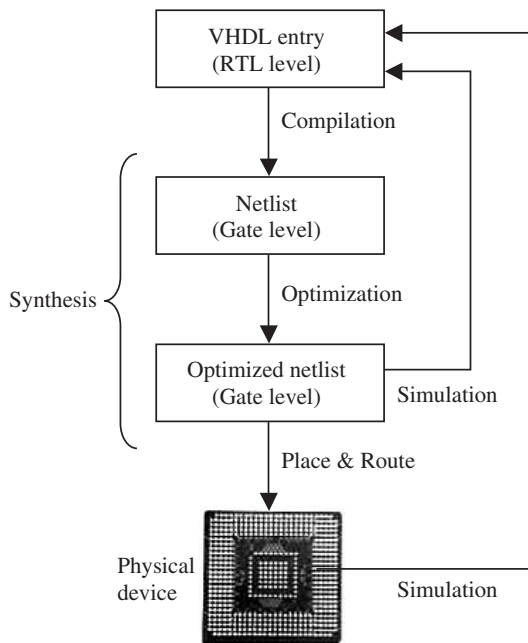 VHDL entry
(RTL level)
Compilation
Netlist
(Gate level)
Synthesis
Optimization
Optimized netlist
(Gate level)
Simulation
Place & Route
Physical
device
Simulation